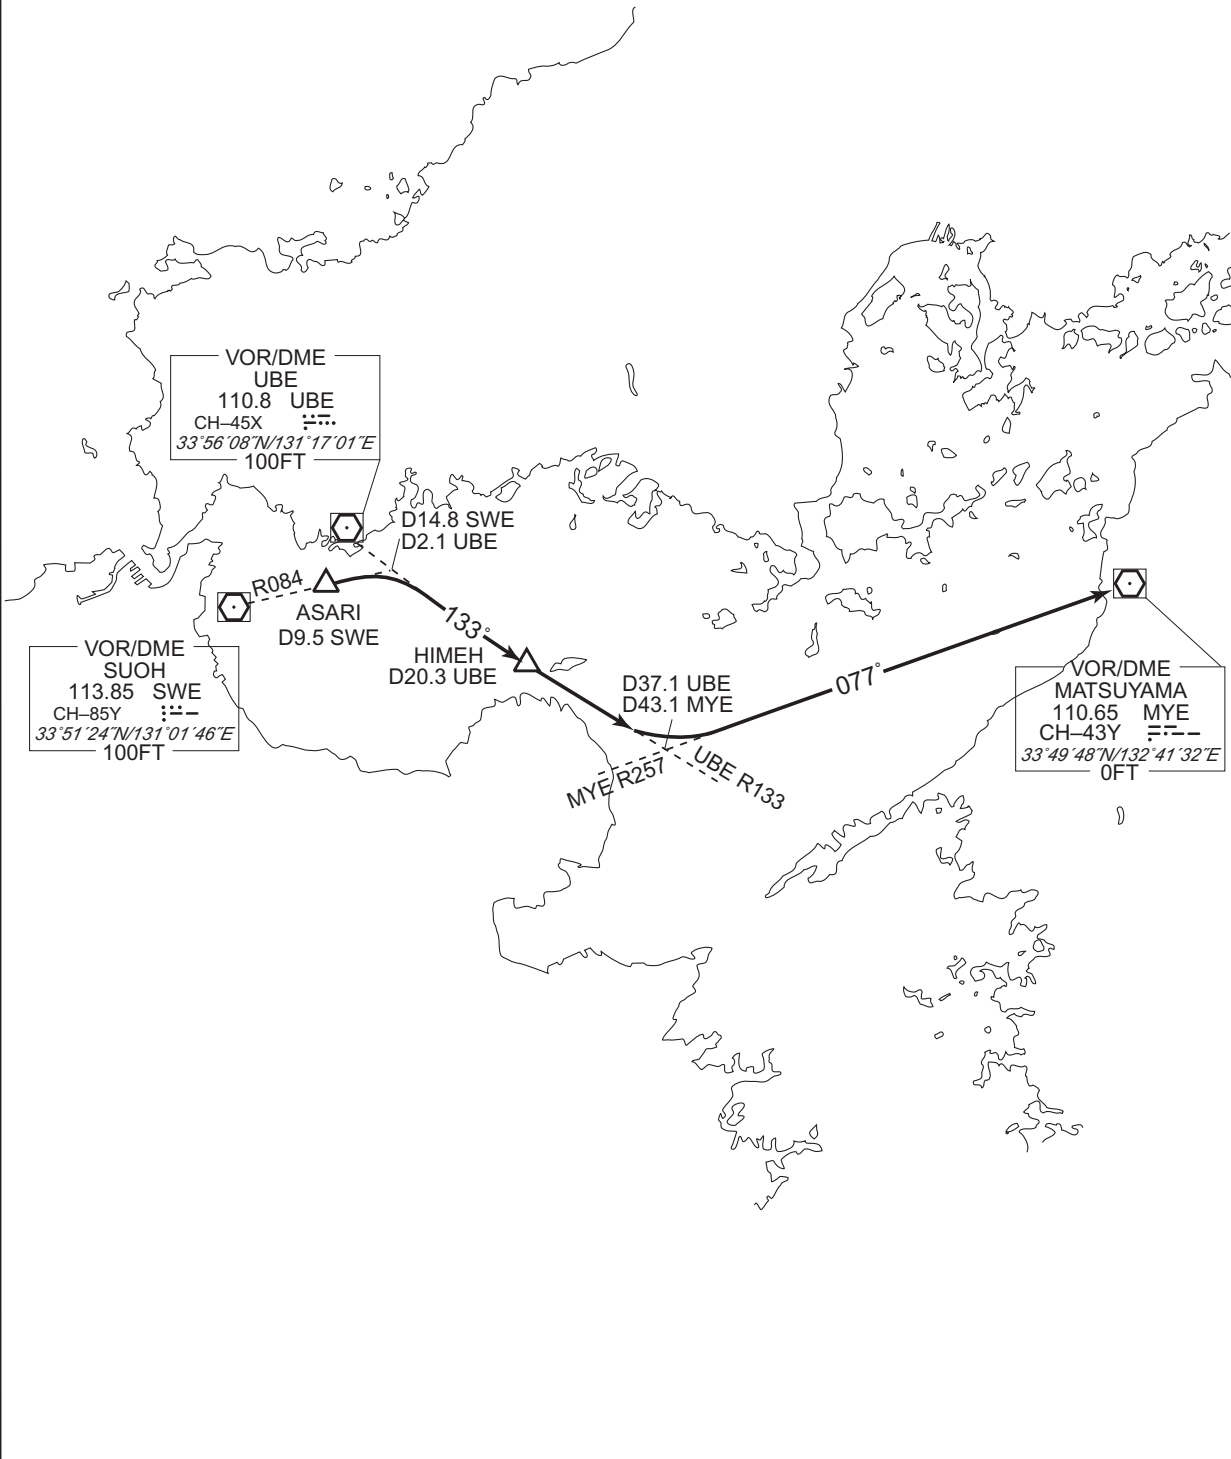 VOR/DME
UBE
110.8 UBE
CH–45X
33°56′08″N/131°17′01″E
100FT
D14.8 SWE
D2.1 UBE
R084
ASARI
D9.5 SWE
133°
HIMEH
D20.3 UBE
VOR/DME
SUOH
113.85 SWE
CH–85Y
33°51′24″N/131°01′46″E
100FT
D37.1 UBE
D43.1 MYE
077°
MYE R257
UBE R133
VOR/DME
MATSUYAMA
110.65 MYE
CH–43Y
33°49′48″N/132°41′32″E
0FT